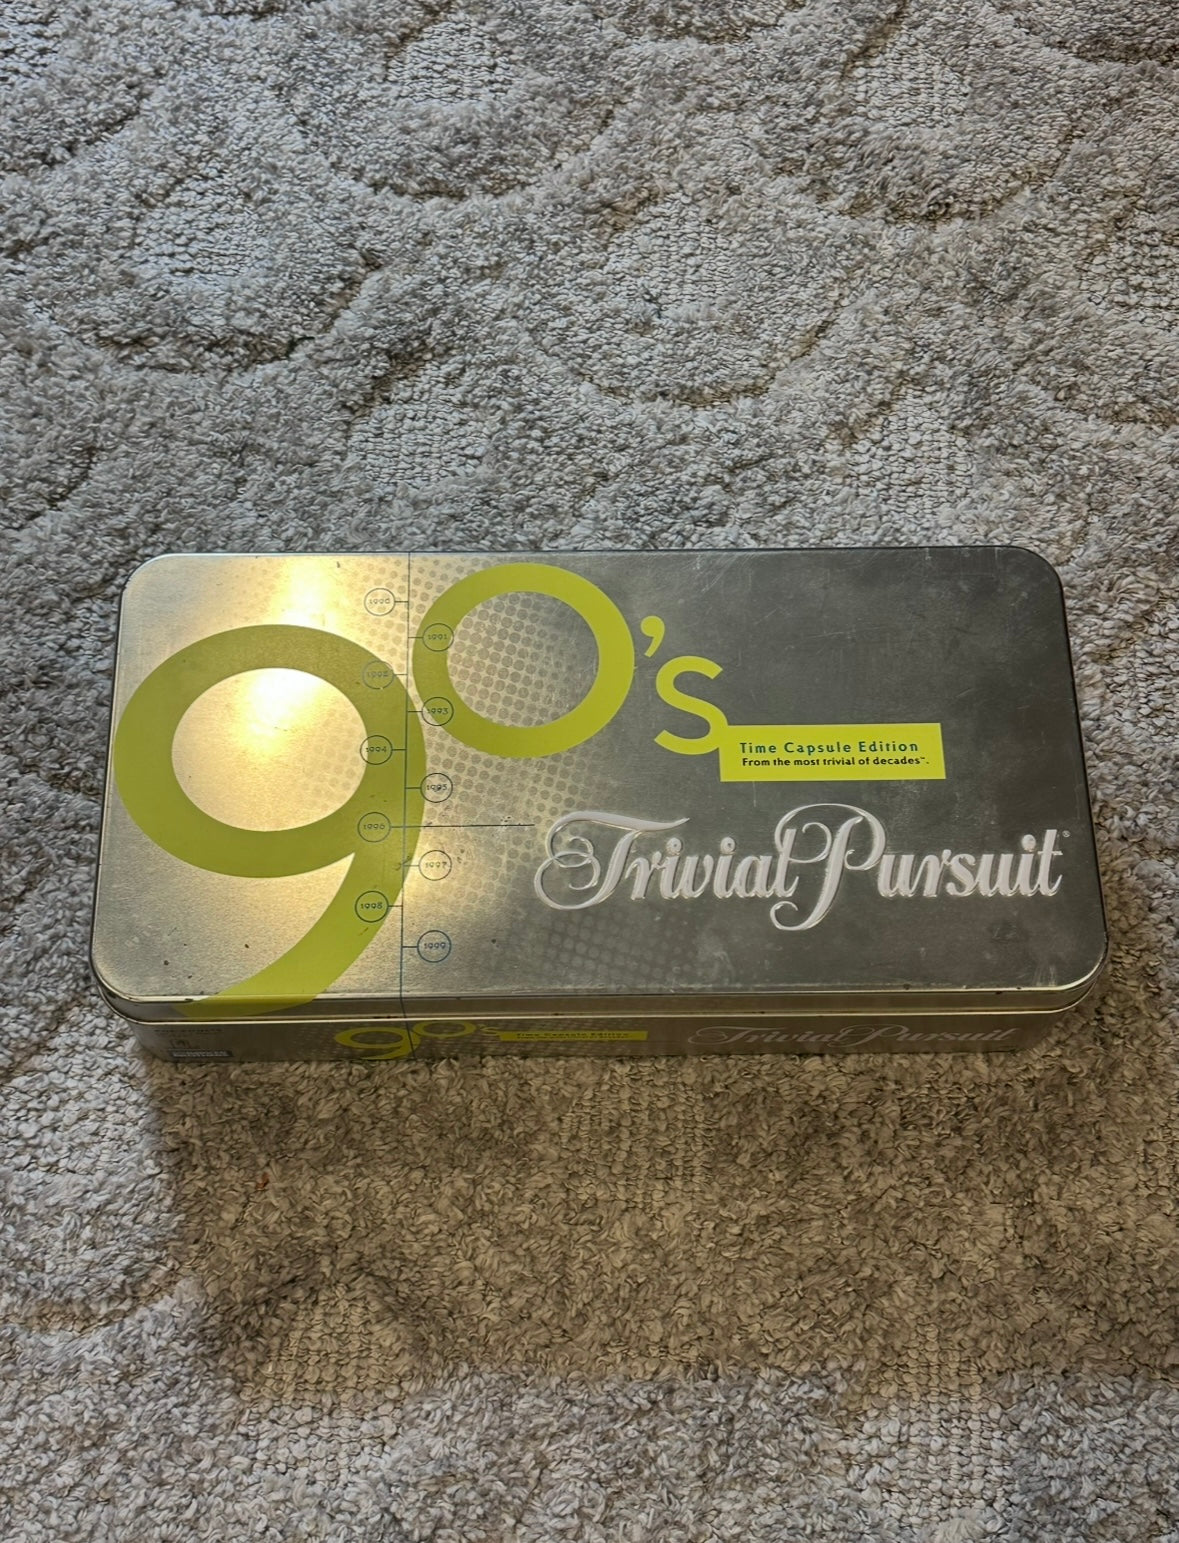 90's
1990
1991
1992
1993
1994
1995
1996
1997
1998
1999
Time Capsule Edition
From the most trivial of decades™.
Trivial Pursuit®
90's
Time Capsule Edition
Trivial Pursuit